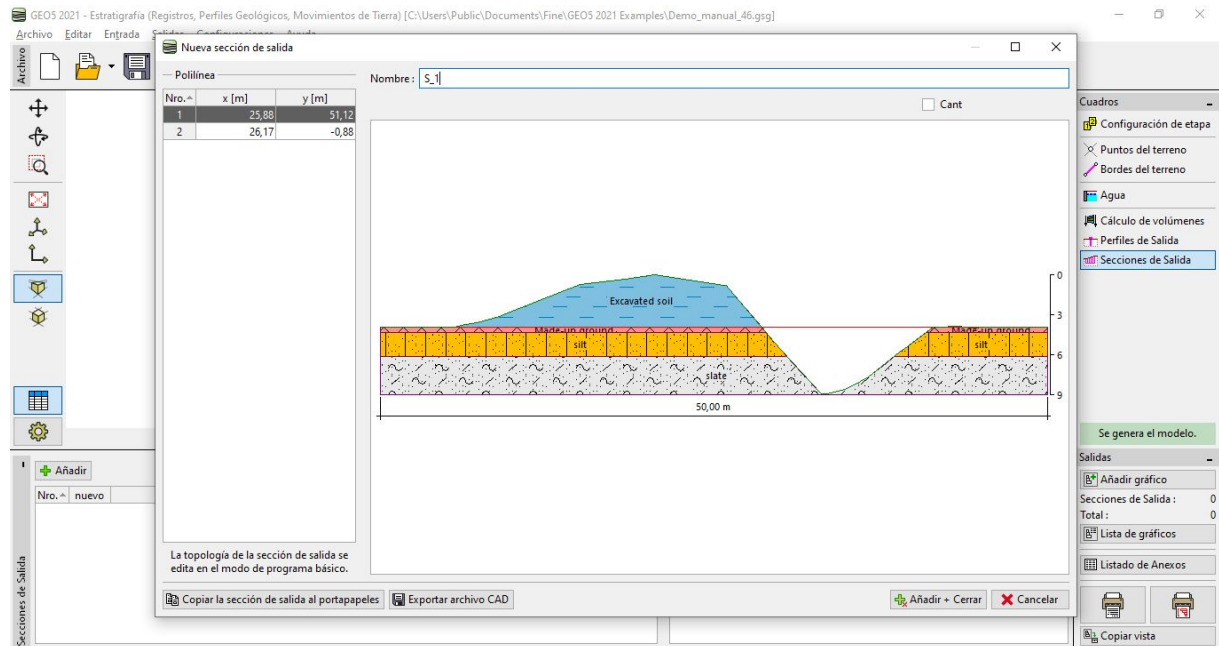 GEO5 2021 - Estratigrafía (Registros, Perfiles Geológicos, Movimientos de Tierra) [C:\Users\Public\Documents\Fine\GEO5 2021 Examples\Demo_manual_46.gsg]
Archivo Editar Entrada
Archivo
Nueva sección de salida
Polilínea
Nombre : S_1
Nro. x [m] y [m]
1 25,88 51,12
2 26,17 -0,88
Cant
Excavated soil
Made-up ground Made-up ground
silt silt
slate
0
3
6
9
50,00 m
La topología de la sección de salida se
edita en el modo de programa básico.
Copiar la sección de salida al portapapeles Exportar archivo CAD Añadir + Cerrar Cancelar
Cuadros
Configuración de etapa
Puntos del terreno
Bordes del terreno
Agua
Cálculo de volúmenes
Perfiles de Salida
Secciones de Salida
Se genera el modelo.
Salidas
Añadir gráfico
Secciones de Salida : 0
Total : 0
Lista de gráficos
Listado de Anexos
Copiar vista
Añadir
Nro. nuevo
Secciones de Salida